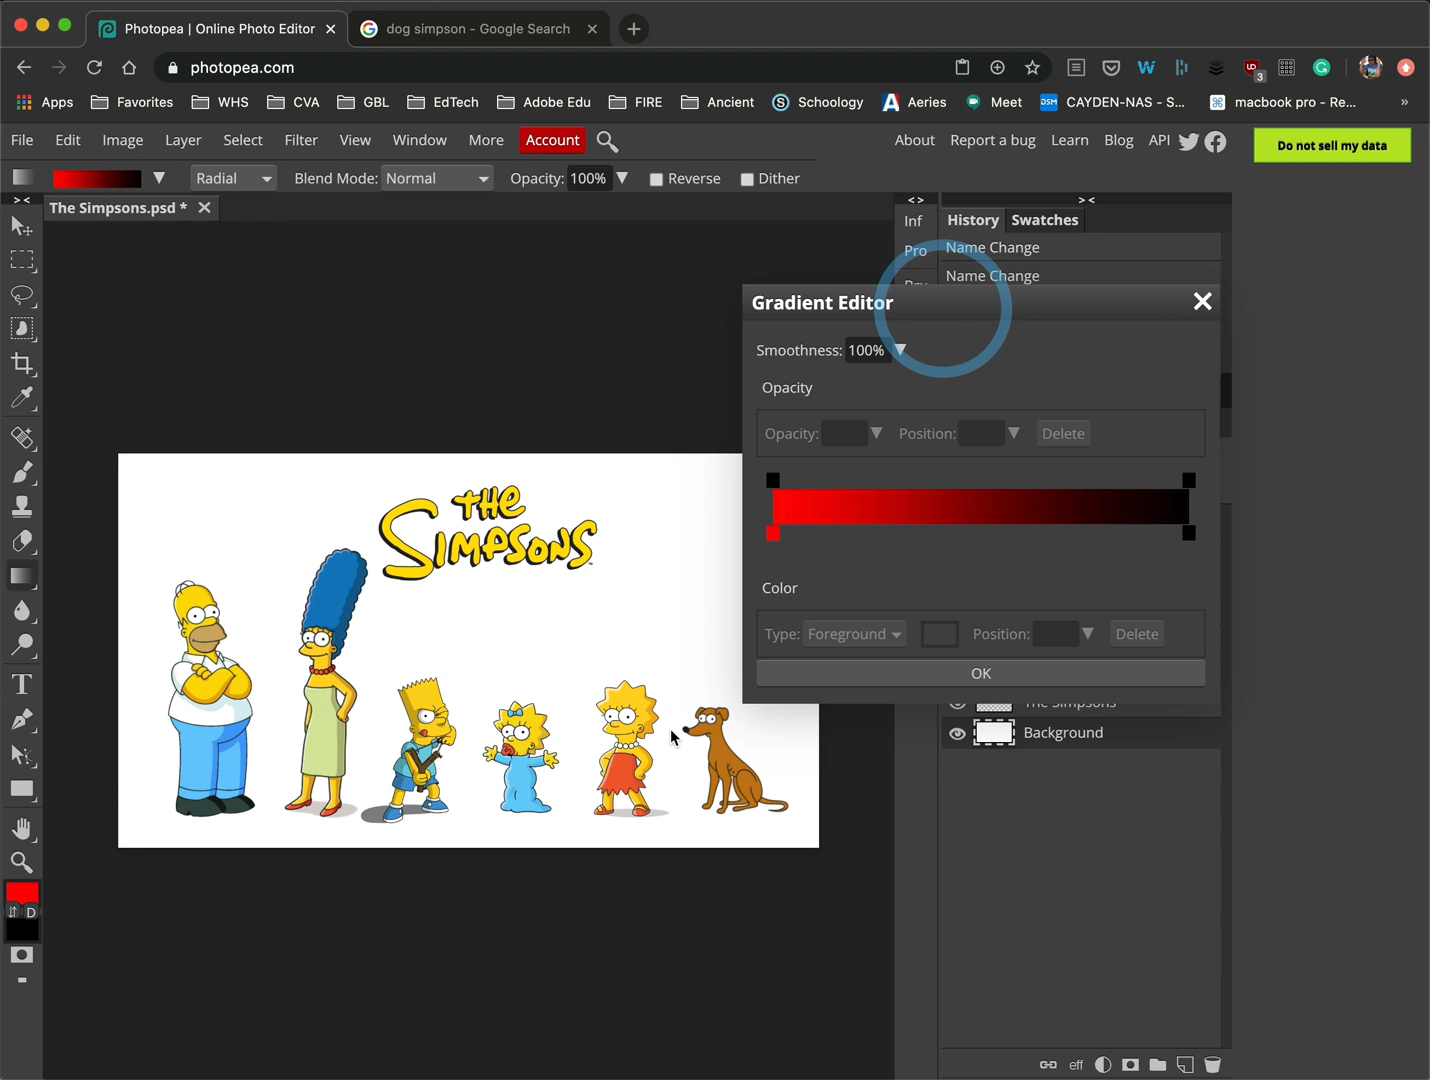 Photopea | Online Photo Editor
dog simpson - Google Search
photopea.com
3
Apps Favorites WHS CVA GBL EdTech Adobe Edu FIRE Ancient Schoology Aeries Meet DSM CAYDEN-NAS - S... macbook pro - Re... »
File Edit Image Layer Select Filter View Window More Account About Report a bug Learn Blog API Do not sell my data
Radial Blend Mode: Normal Opacity: 100% Reverse Dither
The Simpsons.psd *
Inf
History Swatches
Pro
Name Change
Name Change
Gradient Editor
Smoothness: 100%
Opacity
Opacity: Position: Delete
Color
Type: Foreground Position: Delete
OK
The Simpsons
Background
THE
SIMPSONS
TM
T
D
eff